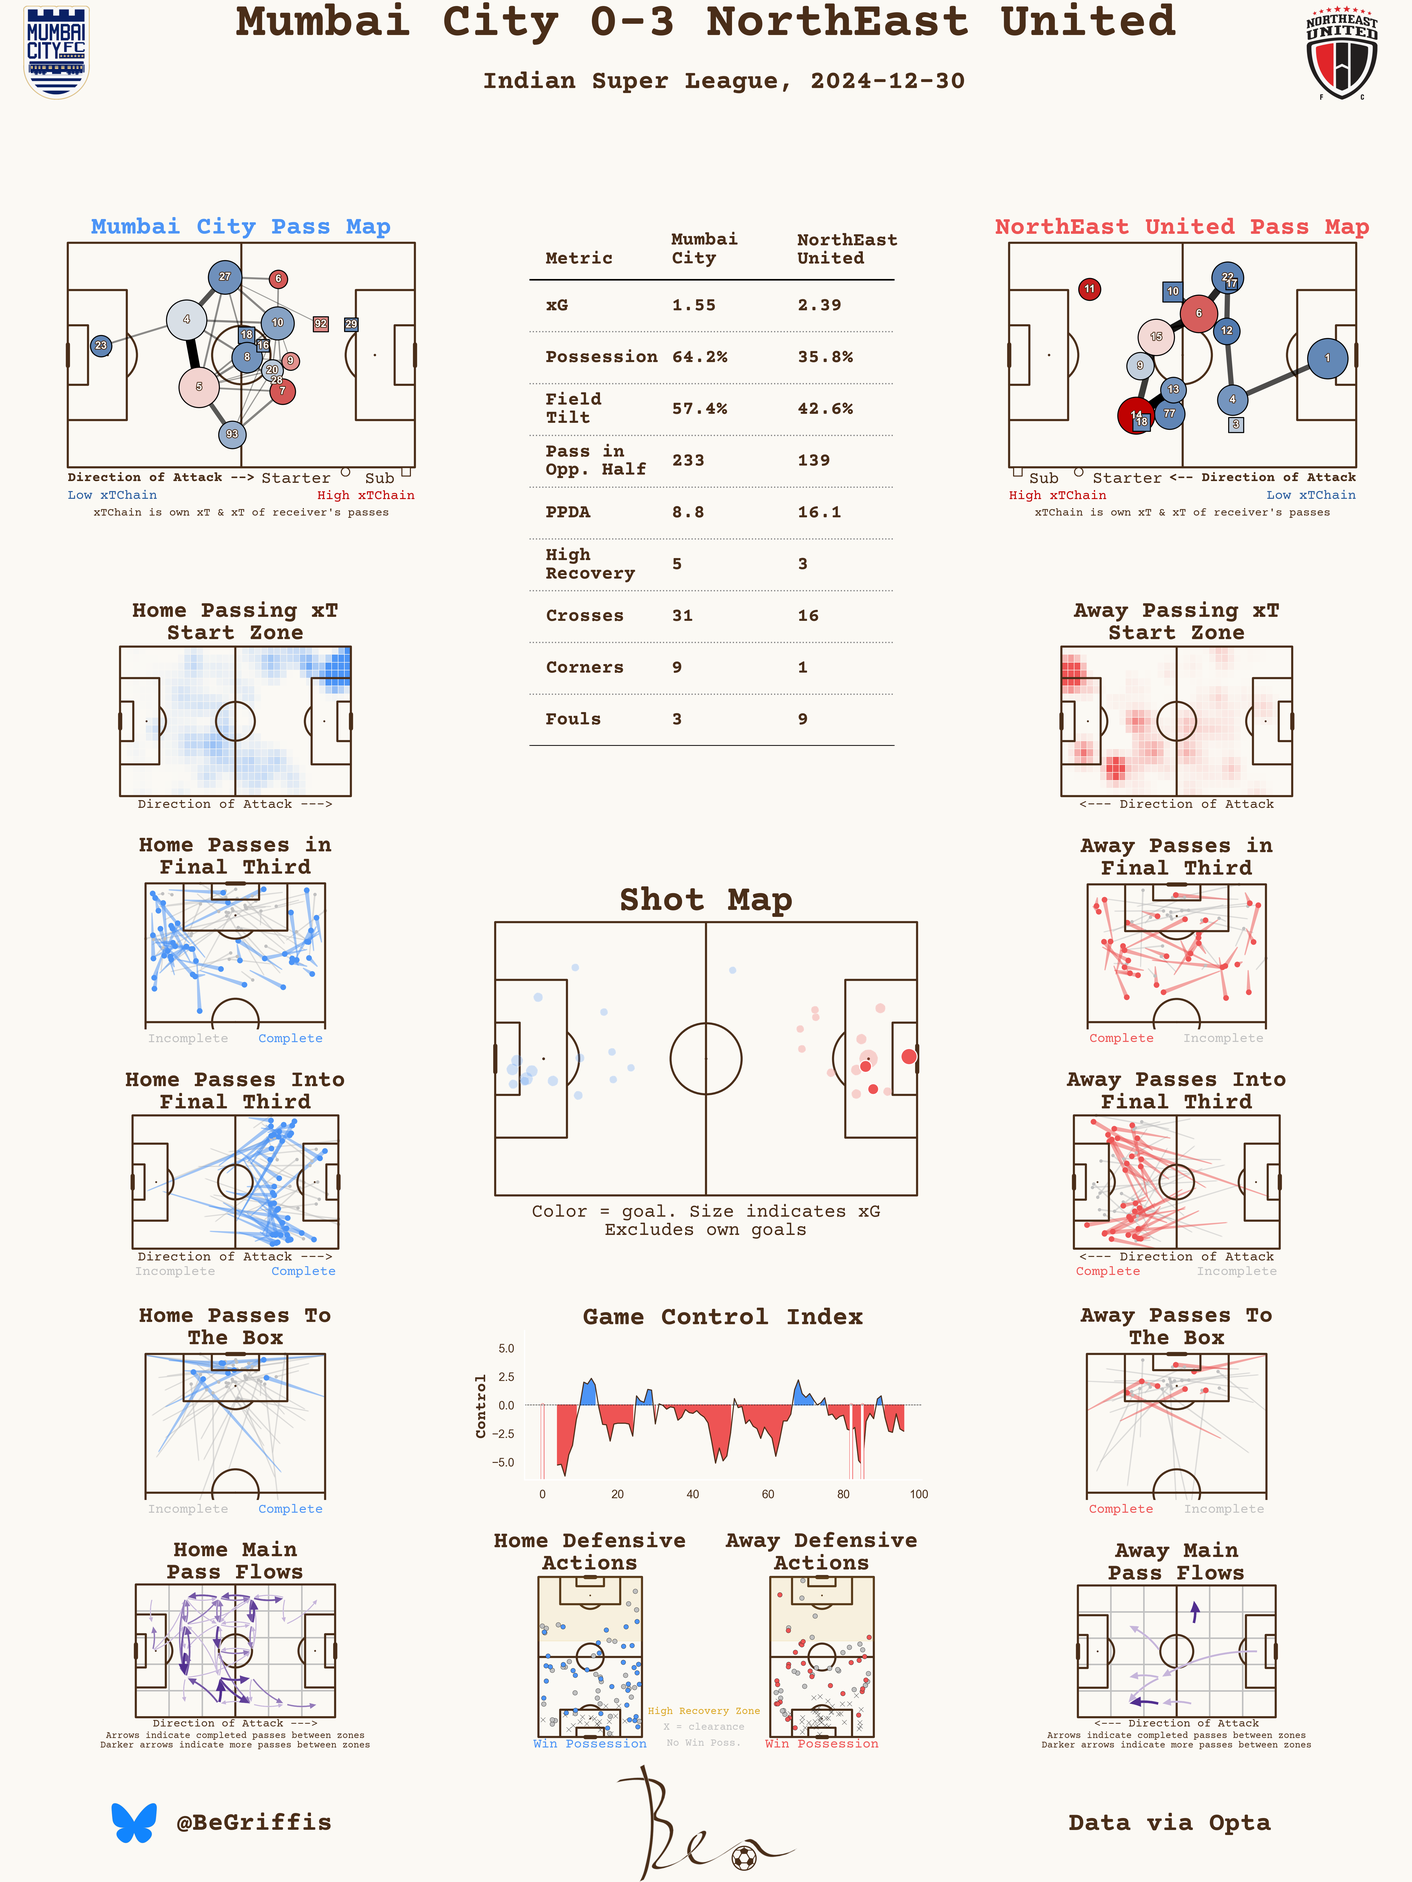 Mumbai City 0-3 NorthEast United
Indian Super League, 2024-12-30
MUMBAI
CITY FC
NORTHEAST
UNITED
F C
Mumbai City Pass Map
27
6
4
10
92
29
18
16
23
8
9
20
28
5
7
93
Direction of Attack --> Starter Sub
Low xTChain High xTChain
xTChain is own xT & xT of receiver's passes
Metric Mumbai City NorthEast United
xG 1.55 2.39
Possession 64.2% 35.8%
Field Tilt 57.4% 42.6%
Pass in Opp. Half 233 139
PPDA 8.8 16.1
High Recovery 5 3
Crosses 31 16
Corners 9 1
Fouls 3 9
NorthEast United Pass Map
11
10
22
17
6
12
15
9
1
13
4
14
18
77
3
Sub Starter <-- Direction of Attack
High xTChain Low xTChain
xTChain is own xT & xT of receiver's passes
Home Passing xT
Start Zone
Direction of Attack --->
Away Passing xT
Start Zone
<--- Direction of Attack
Home Passes in
Final Third
Incomplete Complete
Away Passes in
Final Third
Complete Incomplete
Shot Map
Color = goal. Size indicates xG
Excludes own goals
Home Passes Into
Final Third
Direction of Attack --->
Incomplete Complete
Away Passes Into
Final Third
<--- Direction of Attack
Complete Incomplete
Home Passes To
The Box
Incomplete Complete
Game Control Index
Control
5.0
2.5
0.0
−2.5
−5.0
0 20 40 60 80 100
Away Passes To
The Box
Complete Incomplete
Home Main
Pass Flows
Direction of Attack --->
Arrows indicate completed passes between zones
Darker arrows indicate more passes between zones
Home Defensive
Actions
Win Possession
Away Defensive
Actions
Win Possession
High Recovery Zone
X = clearance
No Win Poss.
Away Main
Pass Flows
<--- Direction of Attack
Arrows indicate completed passes between zones
Darker arrows indicate more passes between zones
@BeGriffis
Ben
Data via Opta